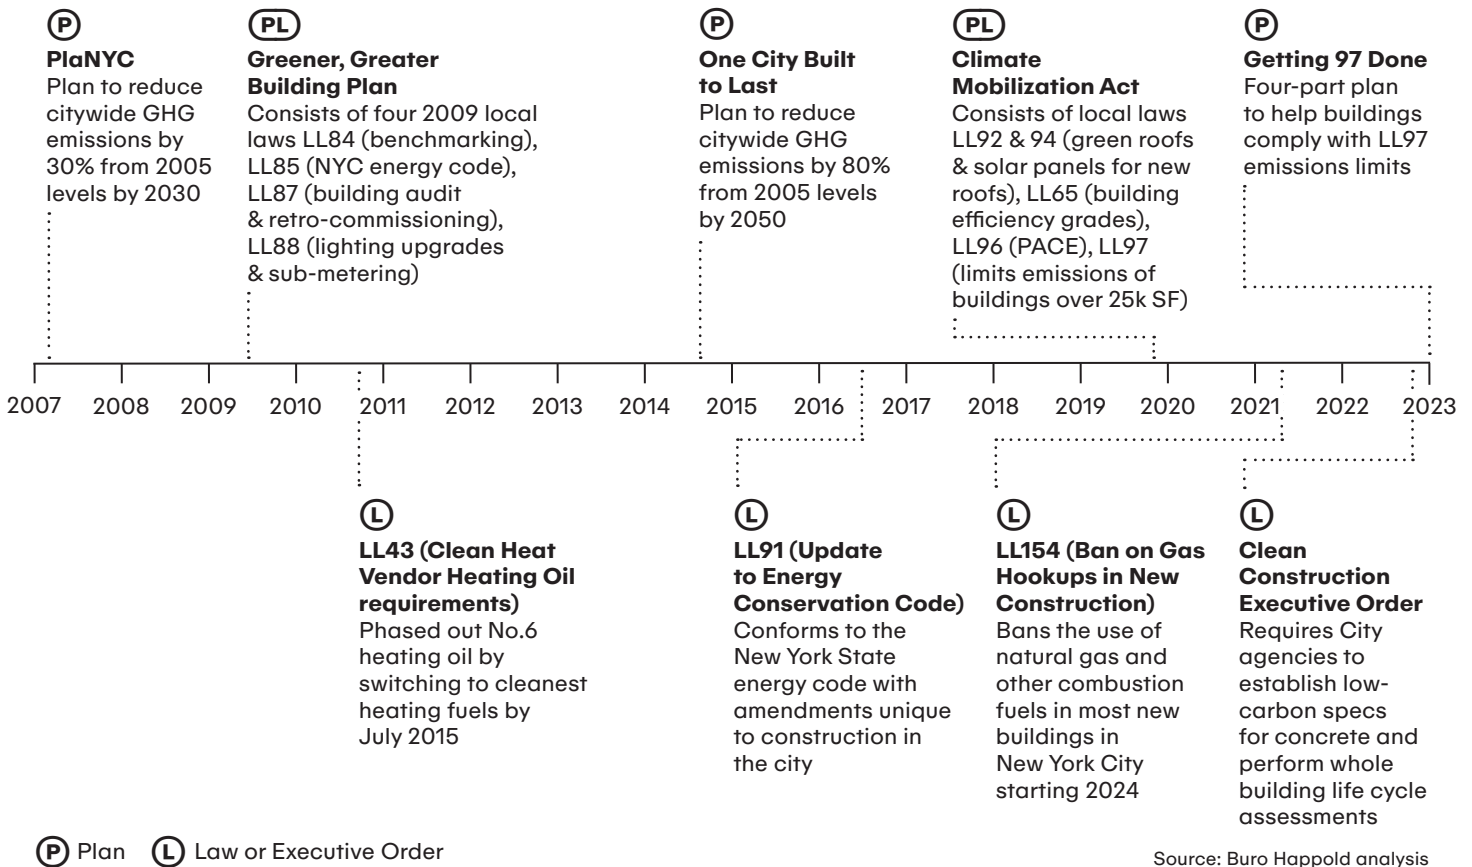 P
PlaNYC
Plan to reduce
citywide GHG
emissions by
30% from 2005
levels by 2030
PL
Greener, Greater
Building Plan
Consists of four 2009 local
laws LL84 (benchmarking),
LL85 (NYC energy code),
LL87 (building audit
& retro-commissioning),
LL88 (lighting upgrades
& sub-metering)
P
One City Built
to Last
Plan to reduce
citywide GHG
emissions by 80%
from 2005 levels
by 2050
PL
Climate
Mobilization Act
Consists of local laws
LL92 & 94 (green roofs
& solar panels for new
roofs), LL65 (building
efficiency grades),
LL96 (PACE), LL97
(limits emissions of
buildings over 25k SF)
P
Getting 97 Done
Four-part plan
to help buildings
comply with LL97
emissions limits
2007 2008 2009 2010 2011 2012 2013 2014 2015 2016 2017 2018 2019 2020 2021 2022 2023
L
LL43 (Clean Heat
Vendor Heating Oil
requirements)
Phased out No.6
heating oil by
switching to cleanest
heating fuels by
July 2015
L
LL91 (Update
to Energy
Conservation Code)
Conforms to the
New York State
energy code with
amendments unique
to construction in
the city
L
LL154 (Ban on Gas
Hookups in New
Construction)
Bans the use of
natural gas and
other combustion
fuels in most new
buildings in
New York City
starting 2024
L
Clean
Construction
Executive Order
Requires City
agencies to
establish low-
carbon specs
for concrete and
perform whole
building life cycle
assessments
P Plan L Law or Executive Order
Source: Buro Happold analysis